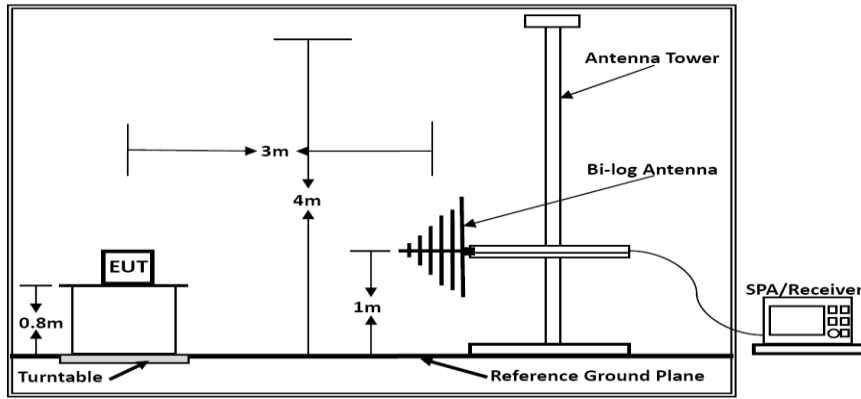 Antenna Tower
3m
Bi-log Antenna
4m
EUT
SPA/Receiver
0.8m
1m
Turntable
Reference Ground Plane